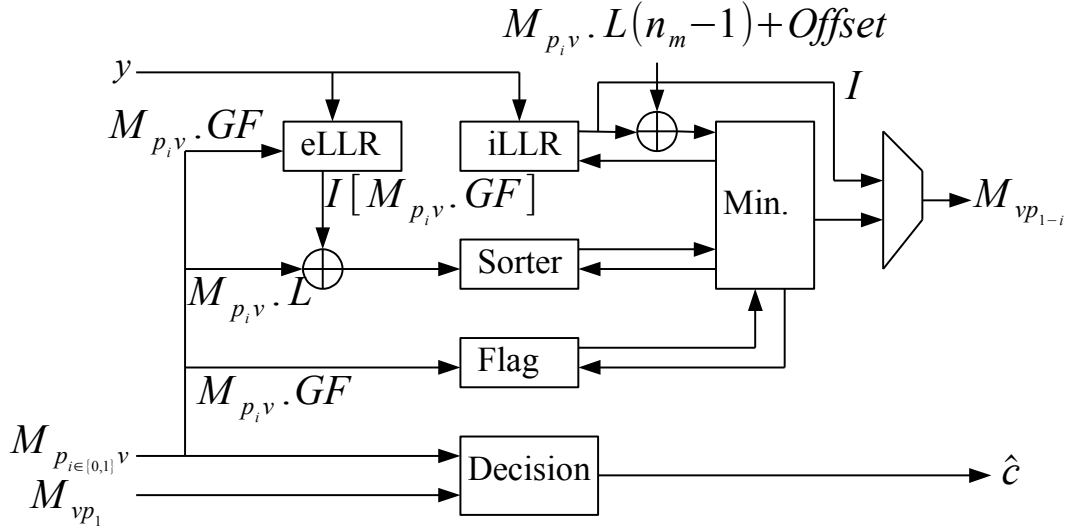 M_{p_i v} . L(n_m−1)+Offset
y
I
M_{p_i v} . GF
eLLR
iLLR
I[M_{p_i v} . GF]
Min.
M_{vp_{1−i}}
Sorter
M_{p_i v} . L
Flag
M_{p_i v} . GF
M_{p_{i∈{0,1}} v}
Decision
ĉ
M_{vp_1}